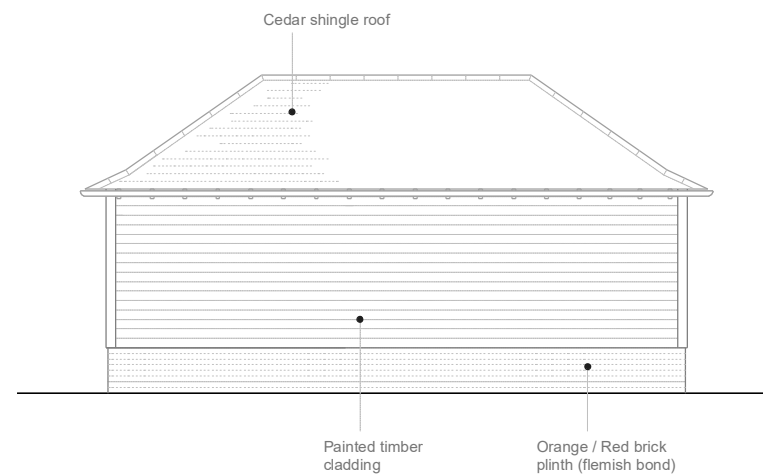 Cedar shingle roof
Painted timber
cladding
Orange / Red brick
plinth (flemish bond)